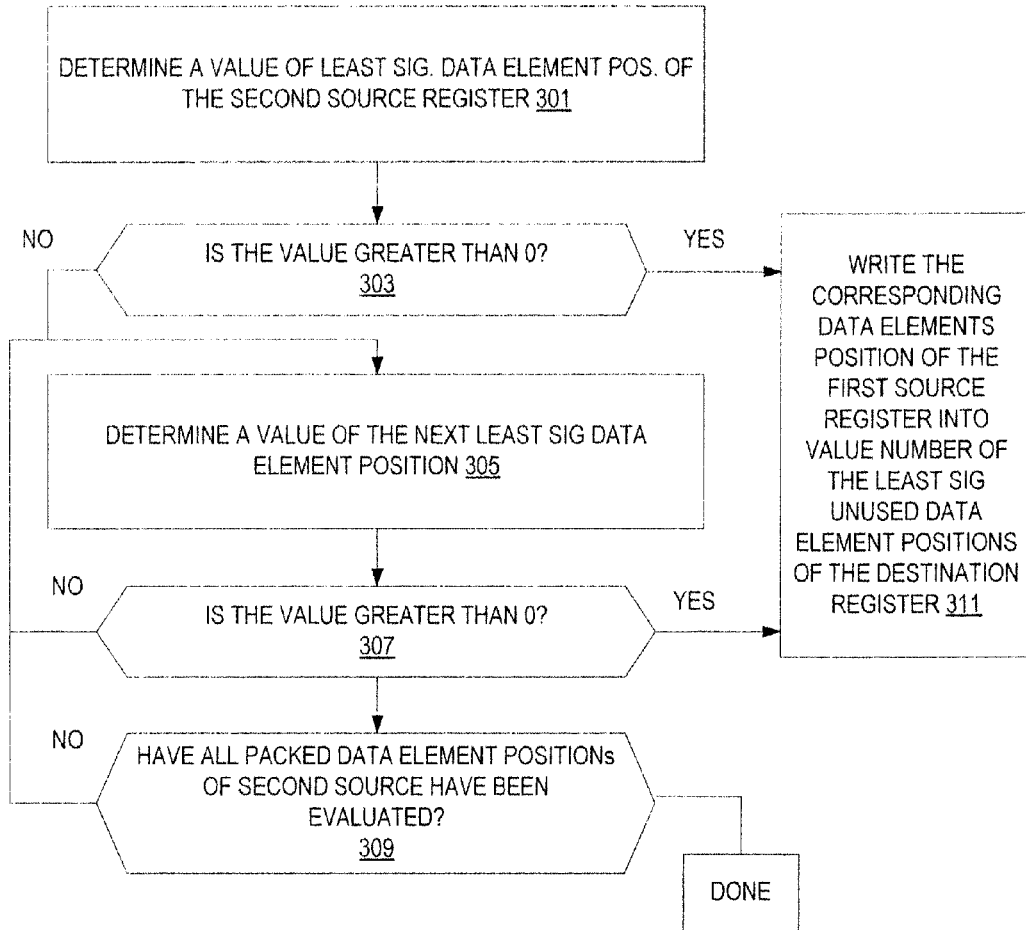 DETERMINE A VALUE OF LEAST SIG. DATA ELEMENT POS. OF
THE SECOND SOURCE REGISTER 301
NO
IS THE VALUE GREATER THAN 0?
303
YES
WRITE THE
CORRESPONDING
DATA ELEMENTS
POSITION OF THE
FIRST SOURCE
REGISTER INTO
VALUE NUMBER OF
THE LEAST SIG
UNUSED DATA
ELEMENT POSITIONS
OF THE DESTINATION
REGISTER 311
DETERMINE A VALUE OF THE NEXT LEAST SIG DATA
ELEMENT POSITION 305
NO
IS THE VALUE GREATER THAN 0?
307
YES
NO
HAVE ALL PACKED DATA ELEMENT POSITIONs
OF SECOND SOURCE HAVE BEEN
EVALUATED?
309
DONE